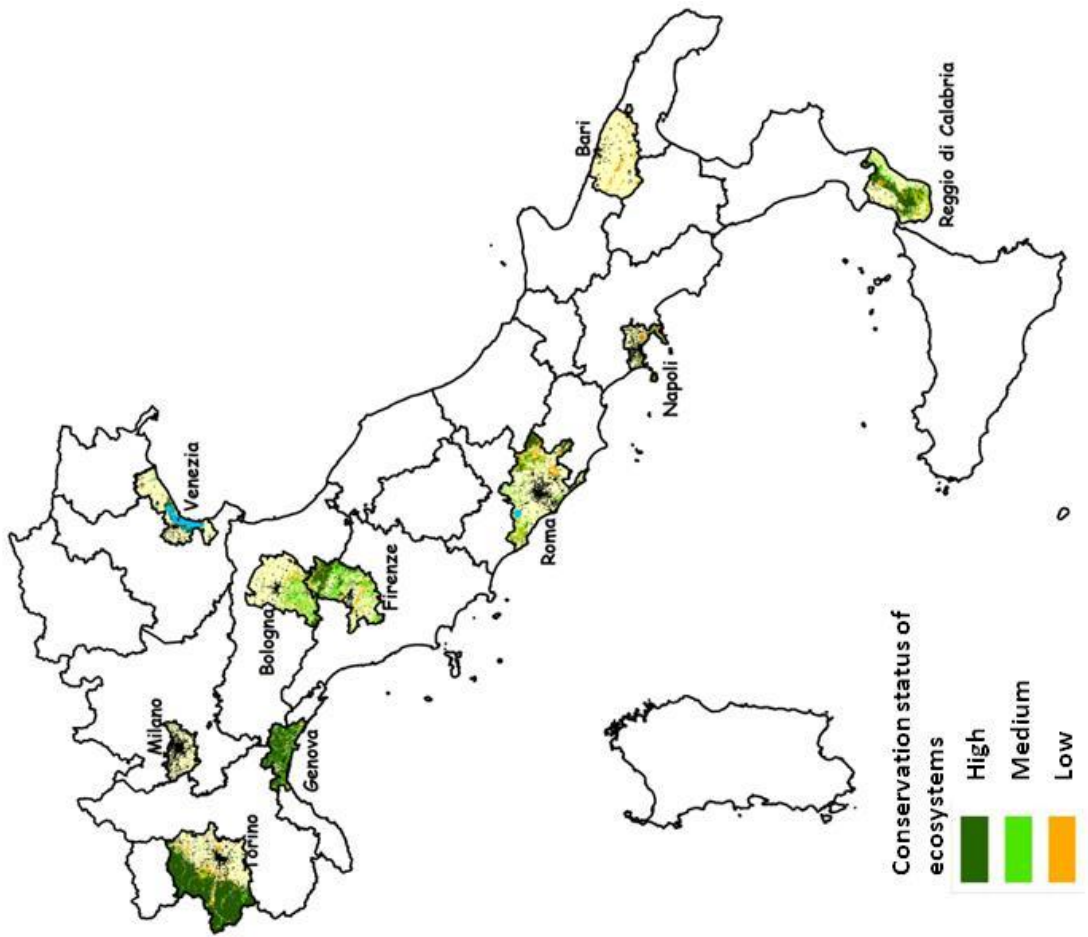 Torino
Milano
Genova
Bologna
Firenze
Venezia
Roma
Napoli
Bari
Reggio di Calabria
Conservation status of
ecosystems
High
Medium
Low